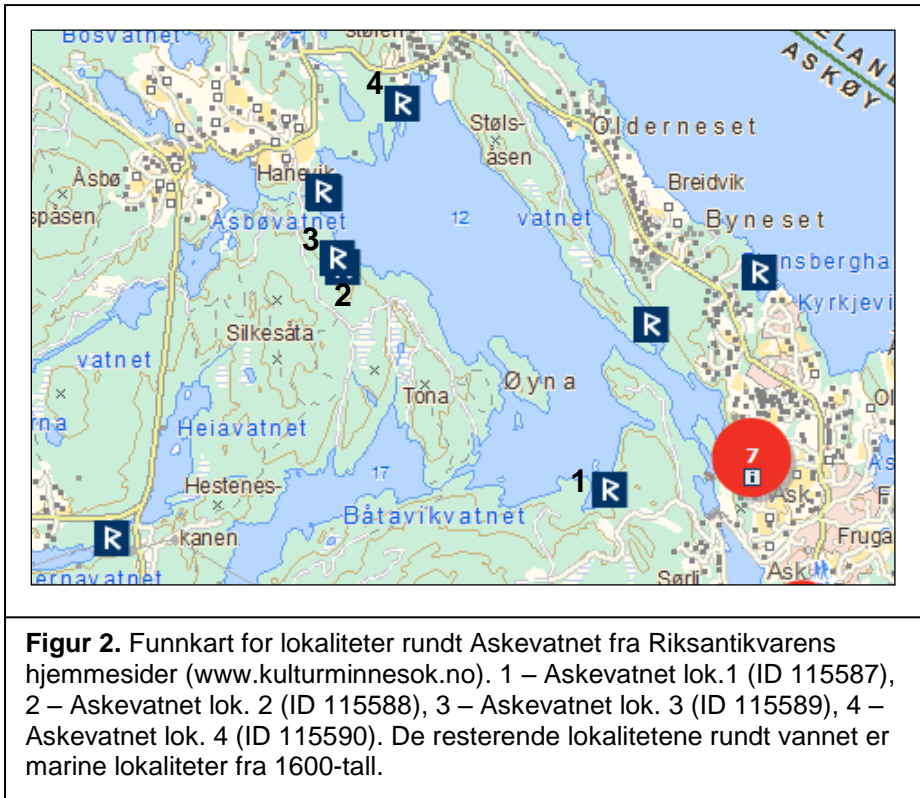 Bosvatnet
stølen
ELAND
ASKØY
4
R
Støls-
åsen
Olderneset
Åsbø
Hanevik
Breidvik
spåsen
R
Åsbøvatnet
12
vatnet
Byneset
3
R
R
nsbergha
2
Kyrkjevi
Silkesåta
R
vatnet
Øyna
Tona
rna
Heiavatnet
7
i
17
1
R
Hestenes-
Ask
Båtavikvatnet
R
kanen
Fruga
ernavatnet
Sørli
Ask
Figur 2. Funnkart for lokaliteter rundt Askevatnet fra Riksantikvarens
hjemmesider (www.kulturminnesok.no). 1 – Askevatnet lok.1 (ID 115587),
2 – Askevatnet lok. 2 (ID 115588), 3 – Askevatnet lok. 3 (ID 115589), 4 –
Askevatnet lok. 4 (ID 115590). De resterende lokalitetene rundt vannet er
marine lokaliteter fra 1600-tall.